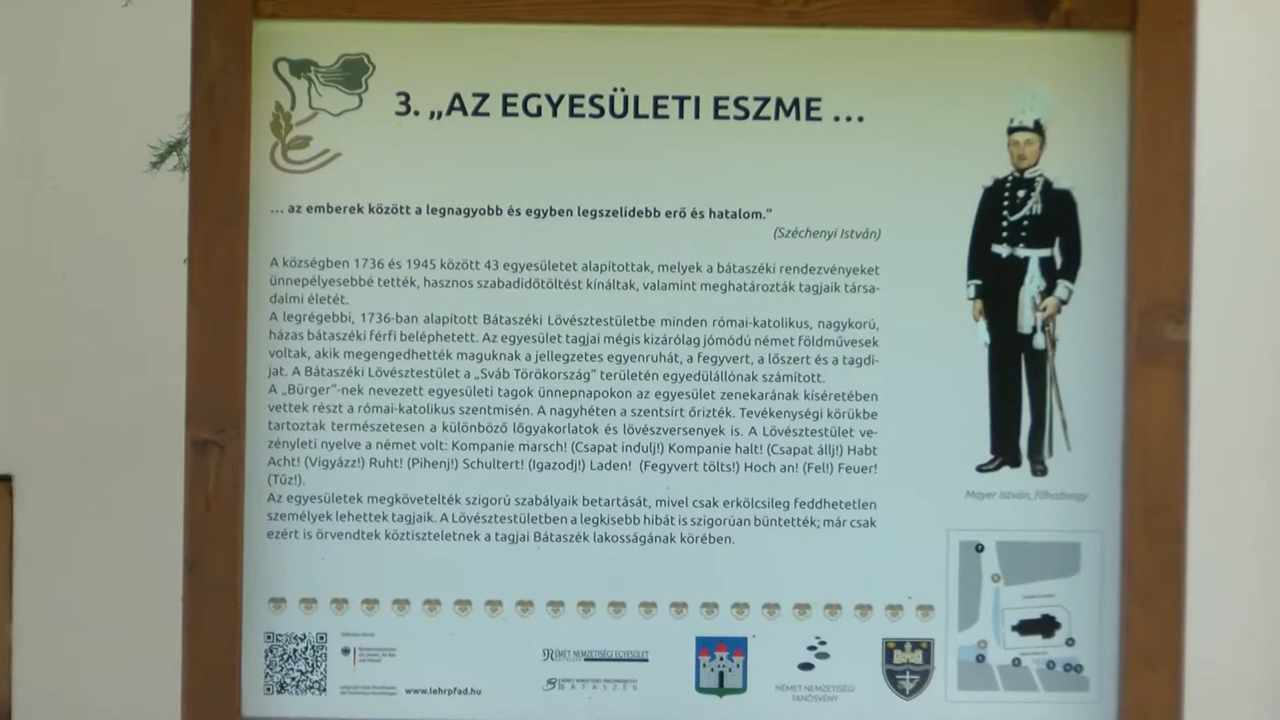 3. „AZ EGYESÜLETI ESZME ...
... az emberek között a legnagyobb és egyben legszelídebb erő és hatalom.”
(Széchenyi István)
A községben 1736 és 1945 között 43 egyesületet alapítottak, melyek a bátaszéki rendezvényeket
ünnepélyesebbé tették, hasznos szabadidőtöltést kínáltak, valamint meghatározták tagjaik társa-
dalmi életét.
A legrégebbi, 1736-ban alapított Bátaszéki Lövésztestületbe minden római-katolikus, nagykorú,
házas bátaszéki férfi beléphetett. Az egyesület tagjai mégis kizárólag jómódú német földművesek
voltak, akik megengedhették maguknak a jellegzetes egyenruhát, a fegyvert, a lőszert és a tagdí-
jat. A Bátaszéki Lövésztestület a „Sváb Törökország” területén egyedülállónak számított.
A „Bürger”-nek nevezett egyesületi tagok ünnepnapokon az egyesület zenekarának kíséretében
vettek részt a római-katolikus szentmisén. A nagyhéten a szentsírt őrizték. Tevékenységi körükbe
tartoztak természetesen a különböző lőgyakorlatok és lövészversenyek is. A Lövésztestület ve-
zényleti nyelve a német volt: Kompanie marsch! (Csapat indulj!) Kompanie halt! (Csapat állj!) Habt
Acht! (Vigyázz!) Ruht! (Pihenj!) Schultert! (Igazodj!) Laden! (Fegyvert tölts!) Hoch an! (Fel!) Feuer!
(Tűz!).
Az egyesületek megkövetelték szigorú szabályaik betartását, mivel csak erkölcsileg feddhetetlen
személyek lehettek tagjaik. A Lövésztestületben a legkisebb hibát is szigorúan büntették; már csak
ezért is örvendtek köztiszteletnek a tagjai Bátaszék lakosságának körében.
Mayer István, főhadnagy
www.lehrpfad.hu
NÉMET NEMZETISÉGI EGYESÜLET
BÁTASZÉK
NÉMET NEMZETISÉGI
TANÖSVÉNY